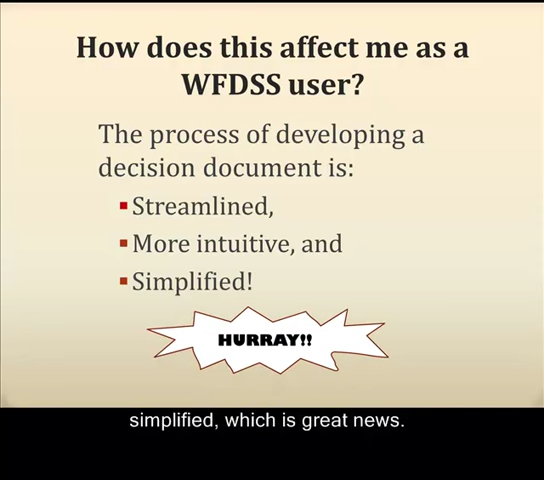 How does this affect me as a
WFDSS user?
The process of developing a
decision document is:
Streamlined,
More intuitive, and
Simplified!
HURRAY!!
simplified, which is great news.